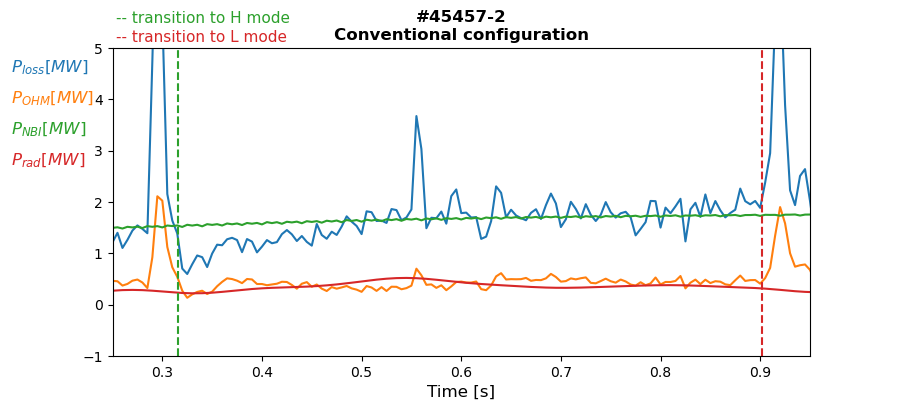 -- transition to H mode
-- transition to L mode
#45457-2
Conventional configuration
P_loss[MW]
P_OHM[MW]
P_NBI[MW]
P_rad[MW]
5
4
3
2
1
0
−1
0.3 0.4 0.5 0.6 0.7 0.8 0.9
Time [s]